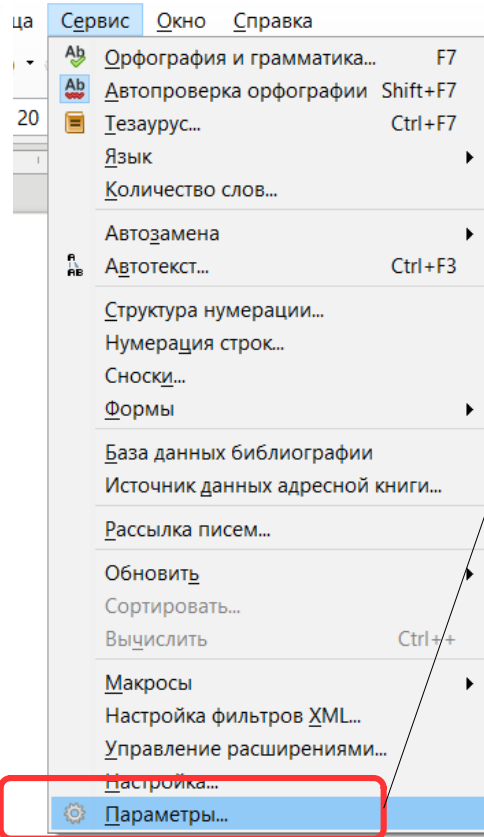 ца Сервис Окно Справка
Орфография и грамматика... F7
Автопроверка орфографии Shift+F7
20
Тезаурус... Ctrl+F7
Язык
Количество слов...
Автозамена
Автотекст... Ctrl+F3
Структура нумерации...
Нумерация строк...
Сноски...
Формы
База данных библиографии
Источник данных адресной книги...
Рассылка писем...
Обновить
Сортировать...
Вычислить Ctrl++
Макросы
Настройка фильтров XML...
Управление расширениями...
Настройка...
Параметры...